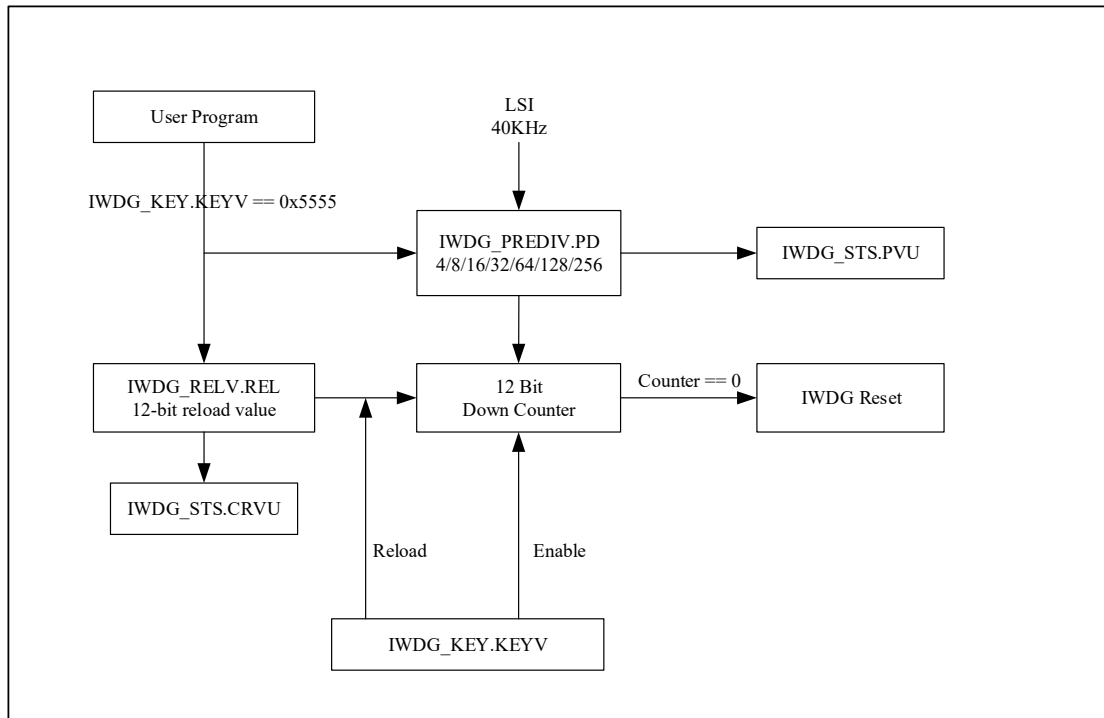 User Program
LSI
40KHz
IWDG_KEY.KEYV == 0x5555
IWDG_PREDIV.PD
4/8/16/32/64/128/256
IWDG_STS.PVU
IWDG_RELV.REL
12-bit reload value
12 Bit
Down Counter
Counter == 0
IWDG Reset
IWDG_STS.CRVU
Reload
Enable
IWDG_KEY.KEYV